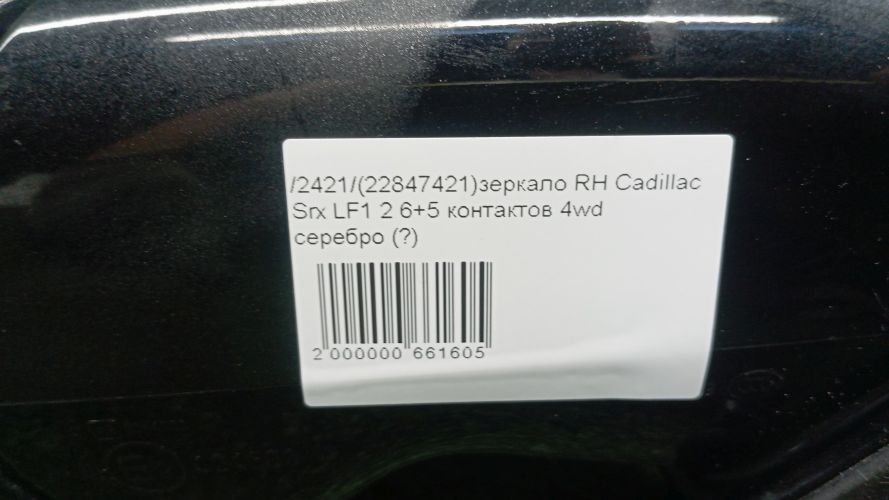 /2421/(22847421)зеркало RH Cadillac
Srx LF1 2 6+5 контактов 4wd
серебро (?)
2 000000 661605